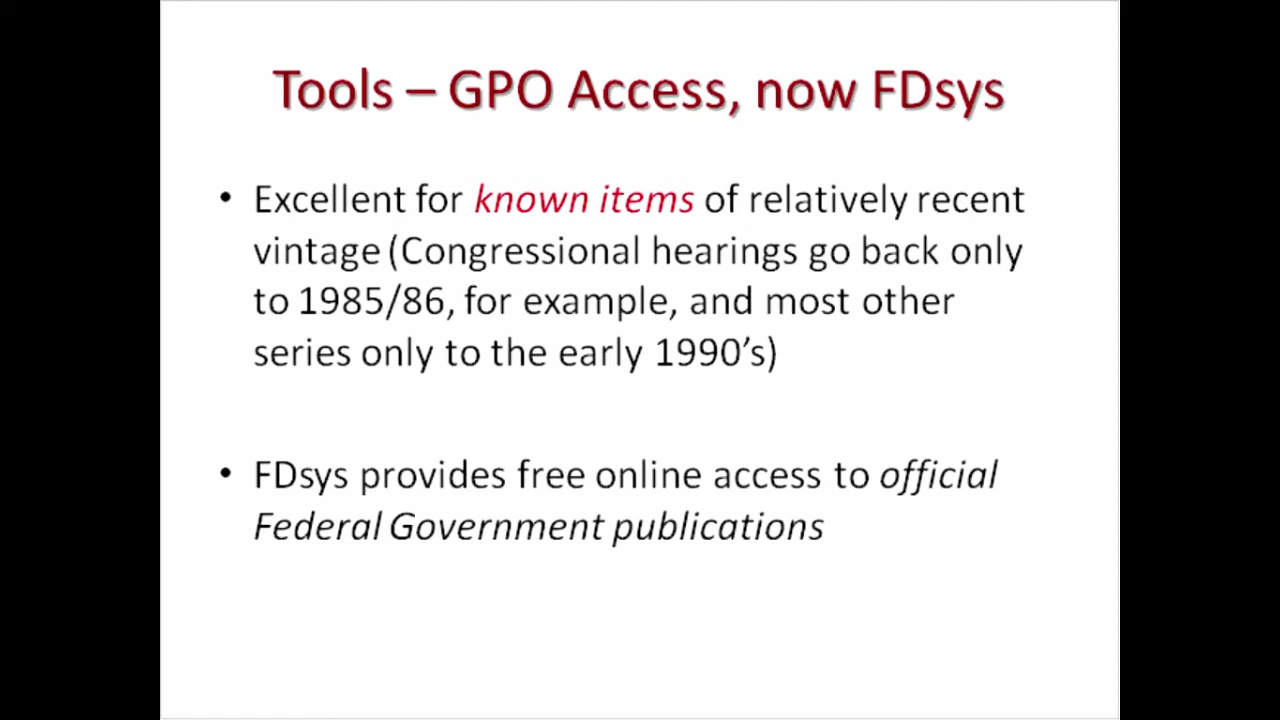 Tools – GPO Access, now FDsys
• Excellent for known items of relatively recent
vintage (Congressional hearings go back only
to 1985/86, for example, and most other
series only to the early 1990’s)
• FDsys provides free online access to official
Federal Government publications